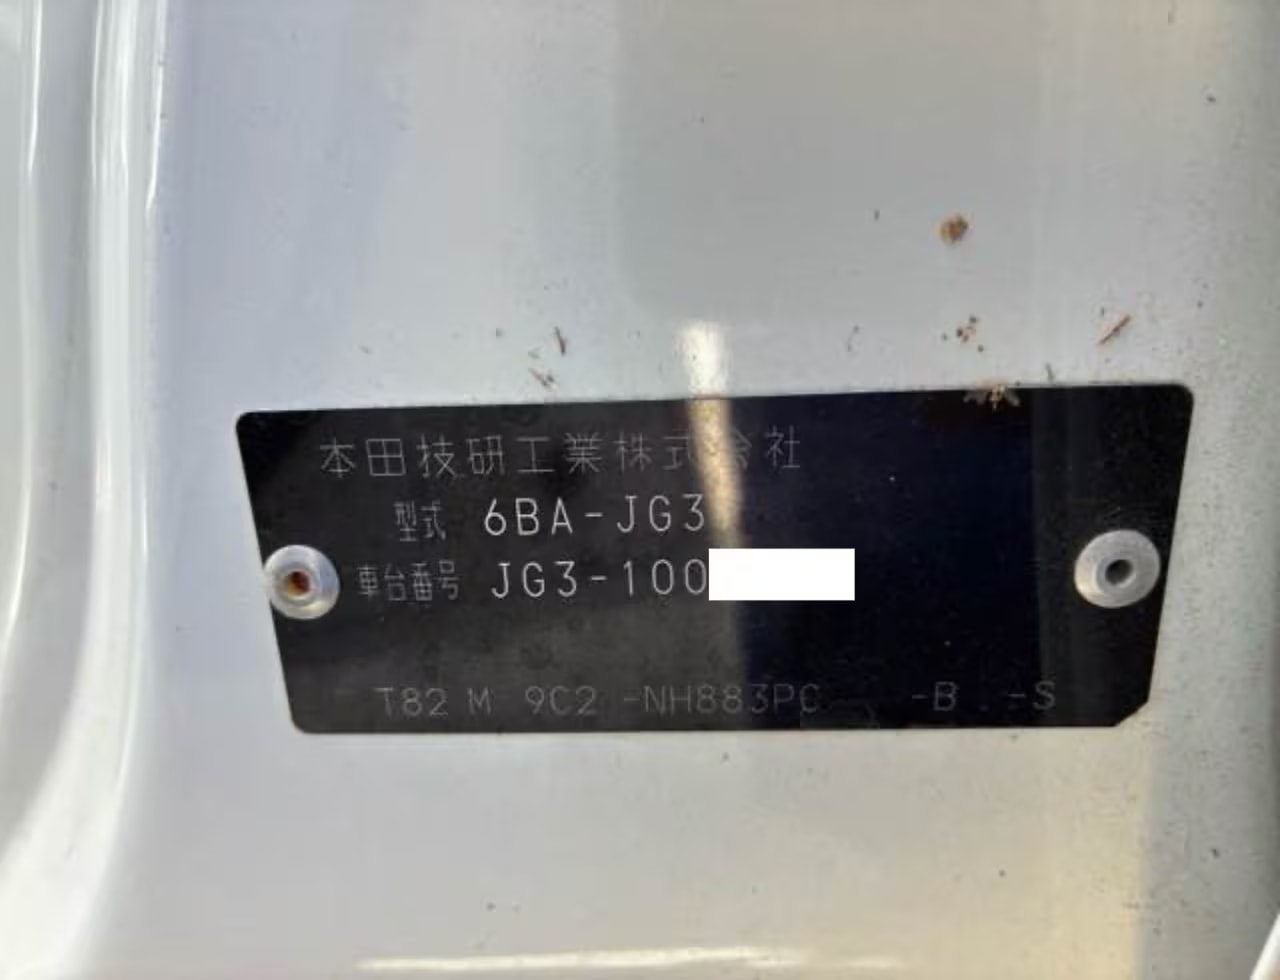 本田技研工業株式会社
型式 6BA-JG3
車台番号 JG3-100
T82 M 9C2 -NH883PC -B -S